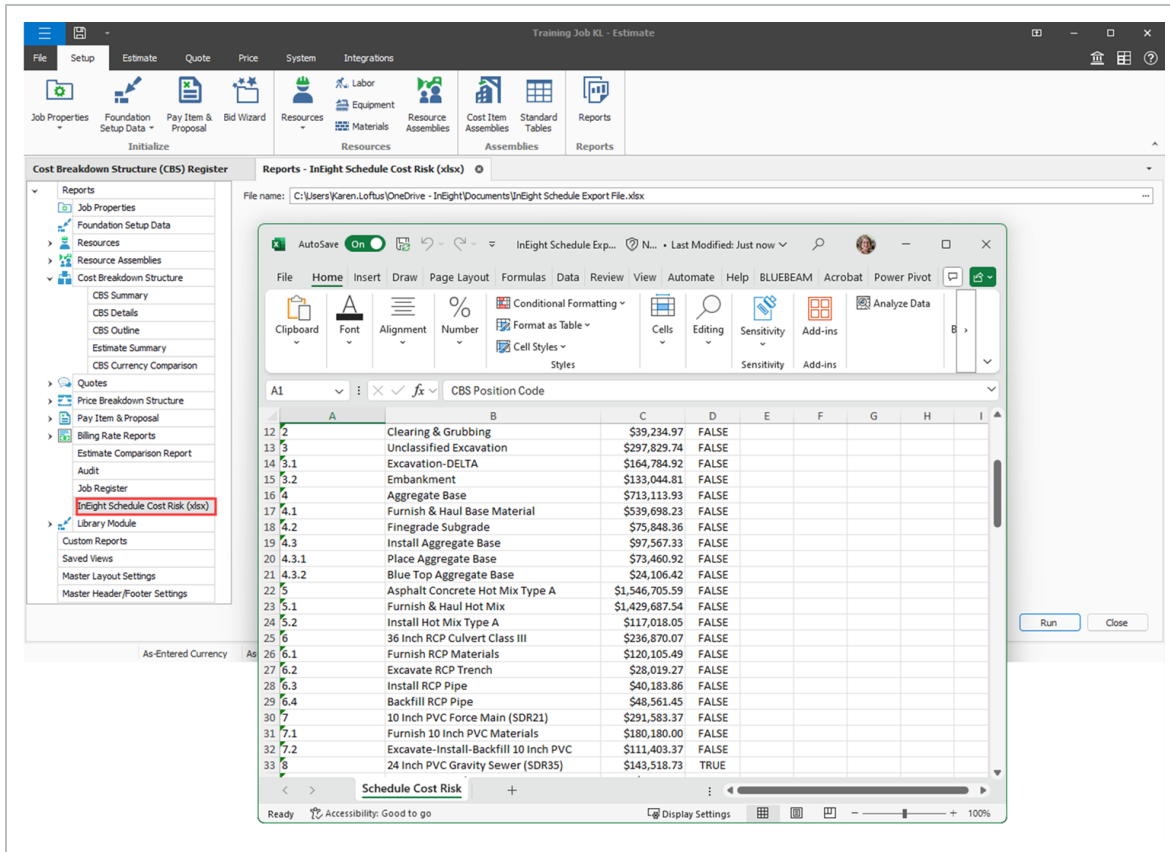 Training Job KL - Estimate
File Setup Estimate Quote Price System Integrations
Job Properties
Foundation Setup Data
Pay Item & Proposal
Bid Wizard
Initialize
Resources
Labor
Equipment
Materials
Resource Assemblies
Resources
Cost Item Assemblies
Standard Tables
Assemblies
Reports
Reports
Cost Breakdown Structure (CBS) Register
Reports - InEight Schedule Cost Risk (xlsx)
Reports
Job Properties
Foundation Setup Data
Resources
Resource Assemblies
Cost Breakdown Structure
CBS Summary
CBS Details
CBS Outline
Estimate Summary
CBS Currency Comparison
Quotes
Price Breakdown Structure
Pay Item & Proposal
Billing Rate Reports
Estimate Comparison Report
Audit
Job Register
InEight Schedule Cost Risk (xlsx)
Library Module
Custom Reports
Saved Views
Master Layout Settings
Master Header/Footer Settings
File name: C:\Users\Karen.Loftus\OneDrive - InEight\Documents\InEight Schedule Export File.xlsx ...
AutoSave On InEight Schedule Exp... N... • Last Modified: Just now
File Home Insert Draw Page Layout Formulas Data Review View Automate Help BLUEBEAM Acrobat Power Pivot
Clipboard
Font
Alignment
Number
%
Conditional Formatting
Format as Table
Cell Styles
Styles
Cells
Editing
Sensitivity
Sensitivity
Add-ins
Add-ins
Analyze Data
A1 fx CBS Position Code
A B C D E F G H I
12 2 Clearing & Grubbing $39,234.97 FALSE
13 3 Unclassified Excavation $297,829.74 FALSE
14 3.1 Excavation-DELTA $164,784.92 FALSE
15 3.2 Embankment $133,044.81 FALSE
16 4 Aggregate Base $713,113.93 FALSE
17 4.1 Furnish & Haul Base Material $539,698.23 FALSE
18 4.2 Finegrade Subgrade $75,848.36 FALSE
19 4.3 Install Aggregate Base $97,567.33 FALSE
20 4.3.1 Place Aggregate Base $73,460.92 FALSE
21 4.3.2 Blue Top Aggregate Base $24,106.42 FALSE
22 5 Asphalt Concrete Hot Mix Type A $1,546,705.59 FALSE
23 5.1 Furnish & Haul Hot Mix $1,429,687.54 FALSE
24 5.2 Install Hot Mix Type A $117,018.05 FALSE
25 6 36 Inch RCP Culvert Class III $236,870.07 FALSE
26 6.1 Furnish RCP Materials $120,105.49 FALSE
27 6.2 Excavate RCP Trench $28,019.27 FALSE
28 6.3 Install RCP Pipe $40,183.86 FALSE
29 6.4 Backfill RCP Pipe $48,561.45 FALSE
30 7 10 Inch PVC Force Main (SDR21) $291,583.37 FALSE
31 7.1 Furnish 10 Inch PVC Materials $180,180.00 FALSE
32 7.2 Excavate-Install-Backfill 10 Inch PVC $111,403.37 FALSE
33 8 24 Inch PVC Gravity Sewer (SDR35) $143,518.73 TRUE
Schedule Cost Risk
Ready Accessibility: Good to go Display Settings 100%
Run Close
As-Entered Currency As